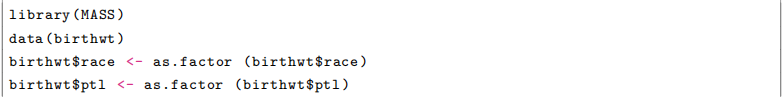 library(MASS)
data(birthwt)
birthwt$race <- as.factor (birthwt$race)
birthwt$ptl <- as.factor (birthwt$ptl)